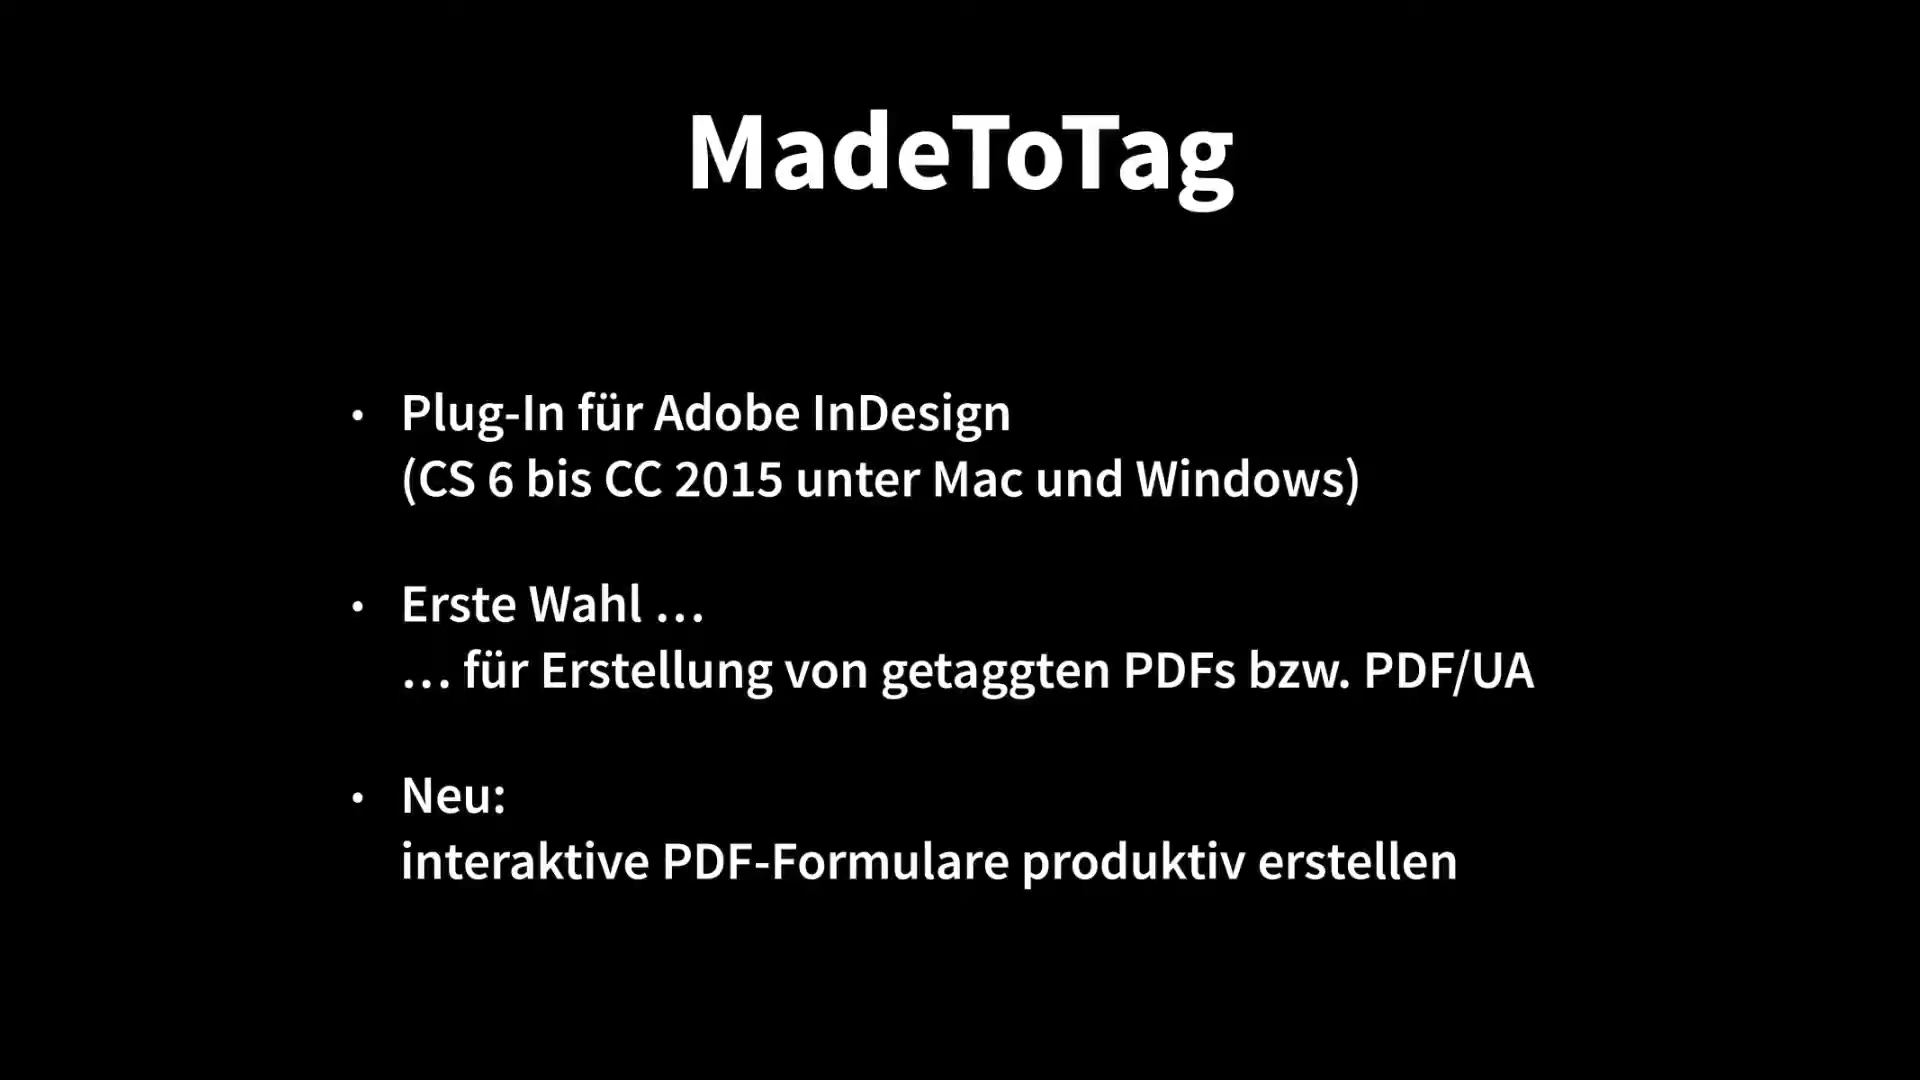 MadeToTag
• Plug-In für Adobe InDesign
(CS 6 bis CC 2015 unter Mac und Windows)
• Erste Wahl …
… für Erstellung von getaggten PDFs bzw. PDF/UA
• Neu:
interaktive PDF-Formulare produktiv erstellen